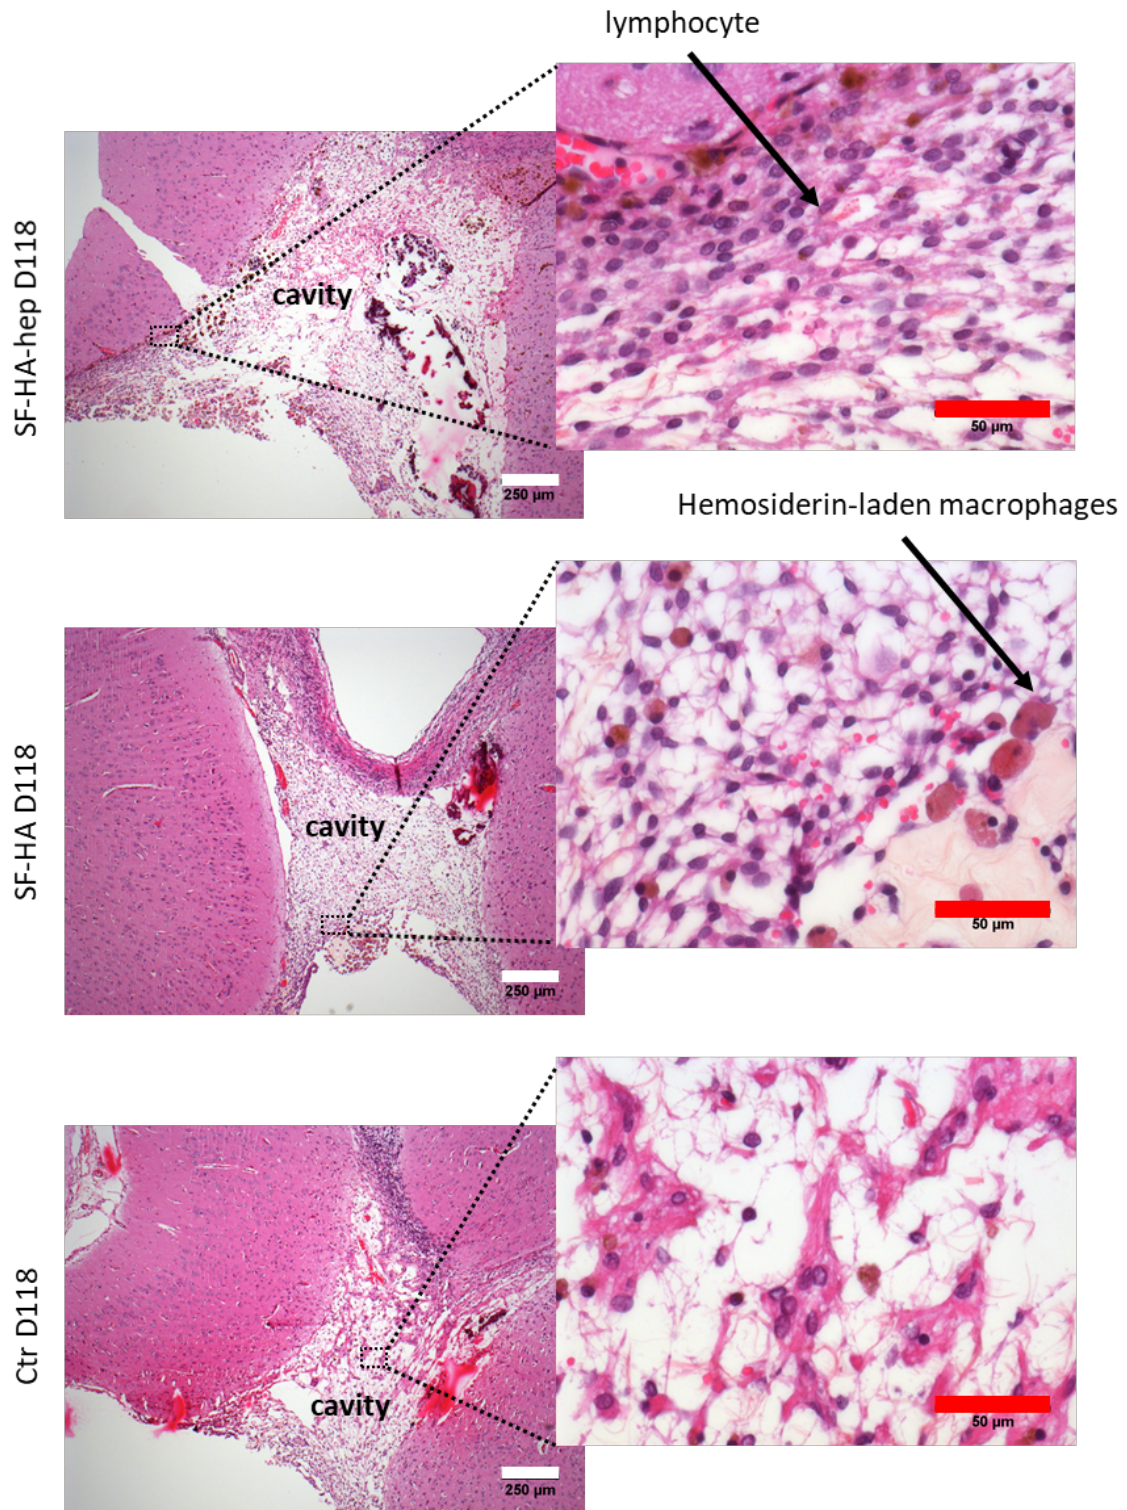 lymphocyte
SF-HA-hep D118
cavity
250 µm
50 µm
Hemosiderin-laden macrophages
SF-HA D118
cavity
250 µm
50 µm
Ctr D118
cavity
250 µm
50 µm